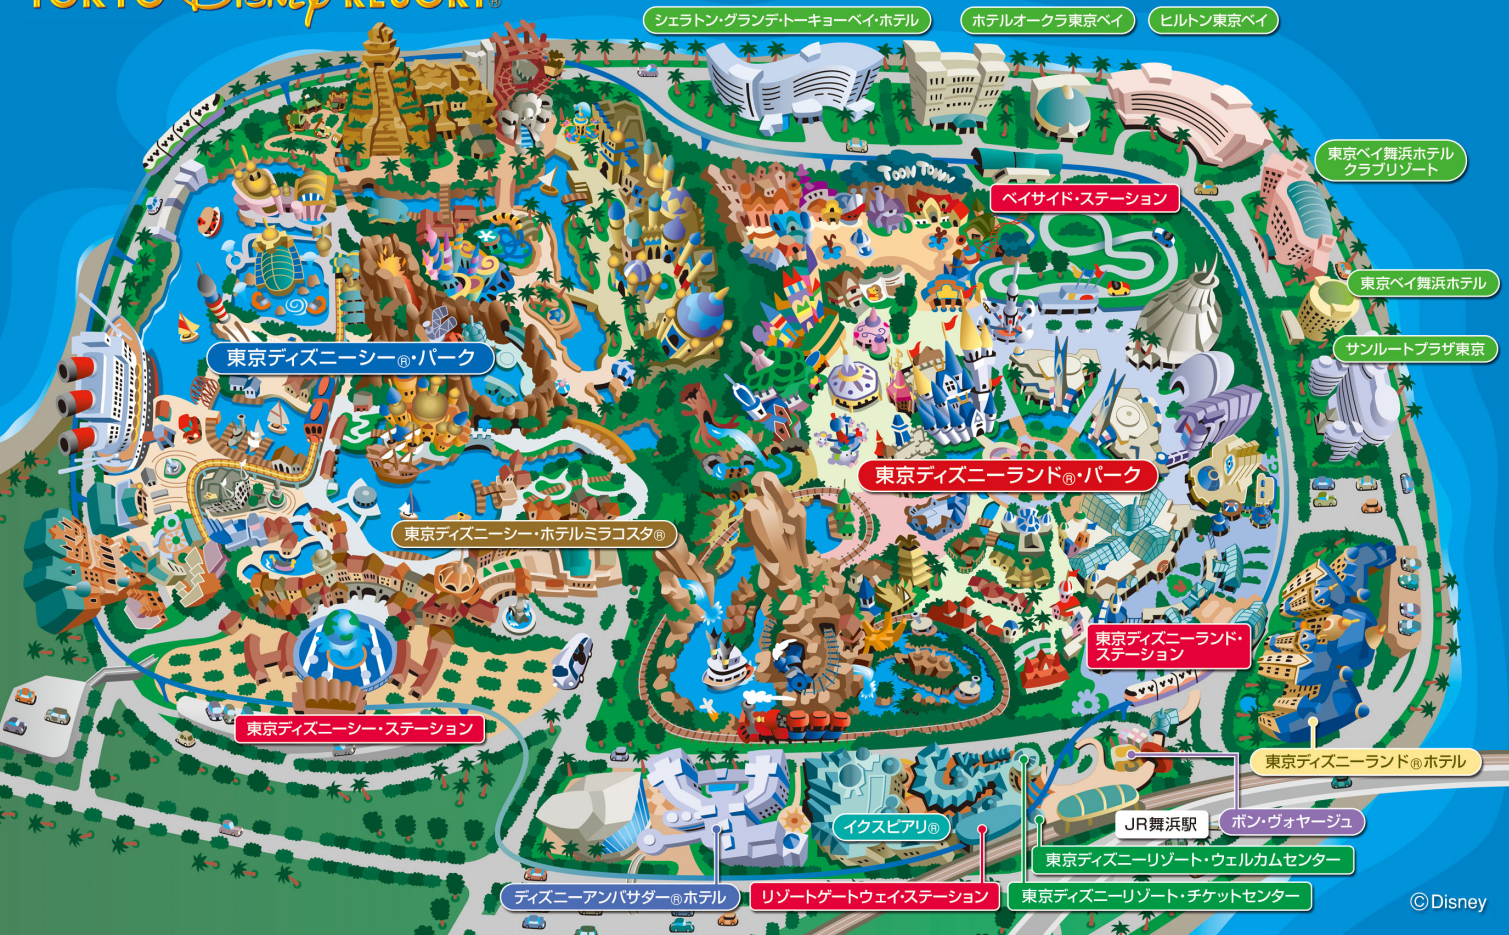 TOKYO Disney RESORT®
シェラトン・グランデ・トーキョーベイ・ホテル
ホテルオークラ東京ベイ
ヒルトン東京ベイ
東京ベイ舞浜ホテル
クラブリゾート
TOON TOWN
ベイサイド・ステーション
東京ベイ舞浜ホテル
サンルートプラザ東京
東京ディズニーシー®・パーク
東京ディズニーランド®・パーク
東京ディズニーシー・ホテルミラコスタ®
東京ディズニーランド・
ステーション
東京ディズニーシー・ステーション
東京ディズニーランド®ホテル
イクスピアリ®
JR舞浜駅
ボン・ヴォヤージュ
東京ディズニーリゾート・ウェルカムセンター
ディズニーアンバサダー®ホテル
リゾートゲートウェイ・ステーション
東京ディズニーリゾート・チケットセンター
©Disney